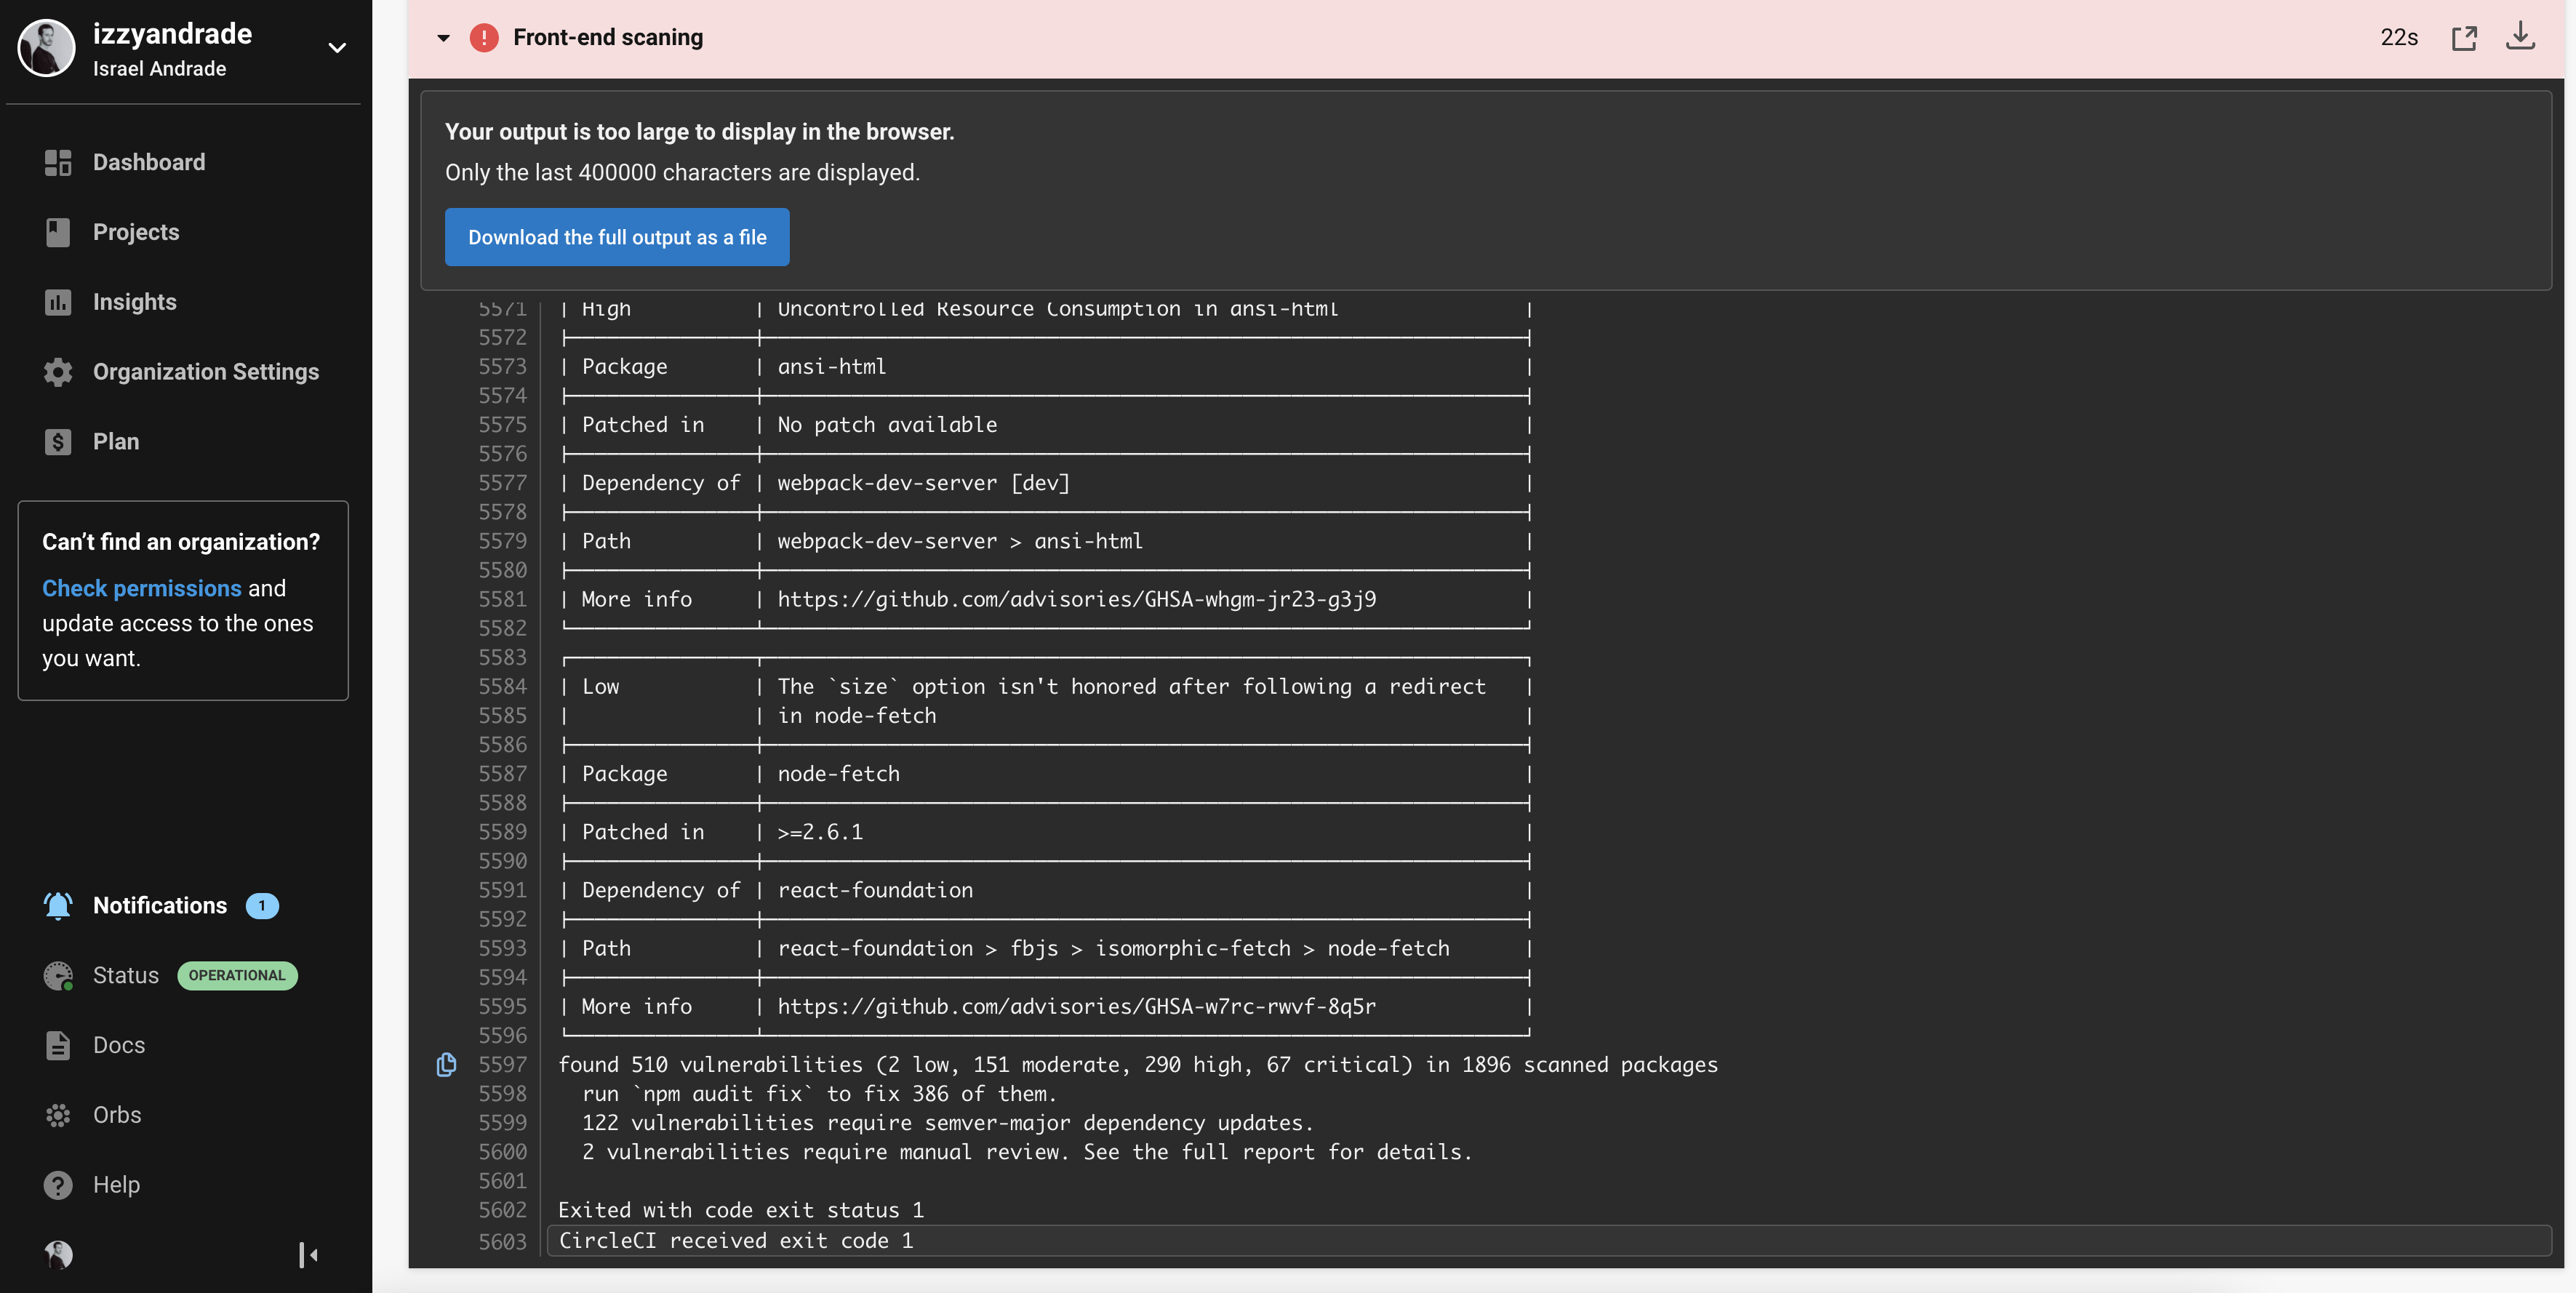 izzyandrade
Israel Andrade
Dashboard
Projects
Insights
Organization Settings
Plan
Can't find an organization?
Check permissions and
update access to the ones
you want.
Notifications 1
Status OPERATIONAL
Docs
Orbs
Help
Front-end scaning 22s
Your output is too large to display in the browser.
Only the last 400000 characters are displayed.
Download the full output as a file
5571 | High | Uncontrolled Resource Consumption in ansi-html |
5572
5573 | Package | ansi-html |
5574
5575 | Patched in | No patch available |
5576
5577 | Dependency of | webpack-dev-server [dev] |
5578
5579 | Path | webpack-dev-server > ansi-html |
5580
5581 | More info | https://github.com/advisories/GHSA-whgm-jr23-g3j9 |
5582
5583
5584 | Low | The `size` option isn't honored after following a redirect |
5585 | | in node-fetch |
5586
5587 | Package | node-fetch |
5588
5589 | Patched in | >=2.6.1 |
5590
5591 | Dependency of | react-foundation |
5592
5593 | Path | react-foundation > fbjs > isomorphic-fetch > node-fetch |
5594
5595 | More info | https://github.com/advisories/GHSA-w7rc-rwvf-8q5r |
5596
5597 found 510 vulnerabilities (2 low, 151 moderate, 290 high, 67 critical) in 1896 scanned packages
5598 run `npm audit fix` to fix 386 of them.
5599 122 vulnerabilities require semver-major dependency updates.
5600 2 vulnerabilities require manual review. See the full report for details.
5601
5602 Exited with code exit status 1
5603 CircleCI received exit code 1